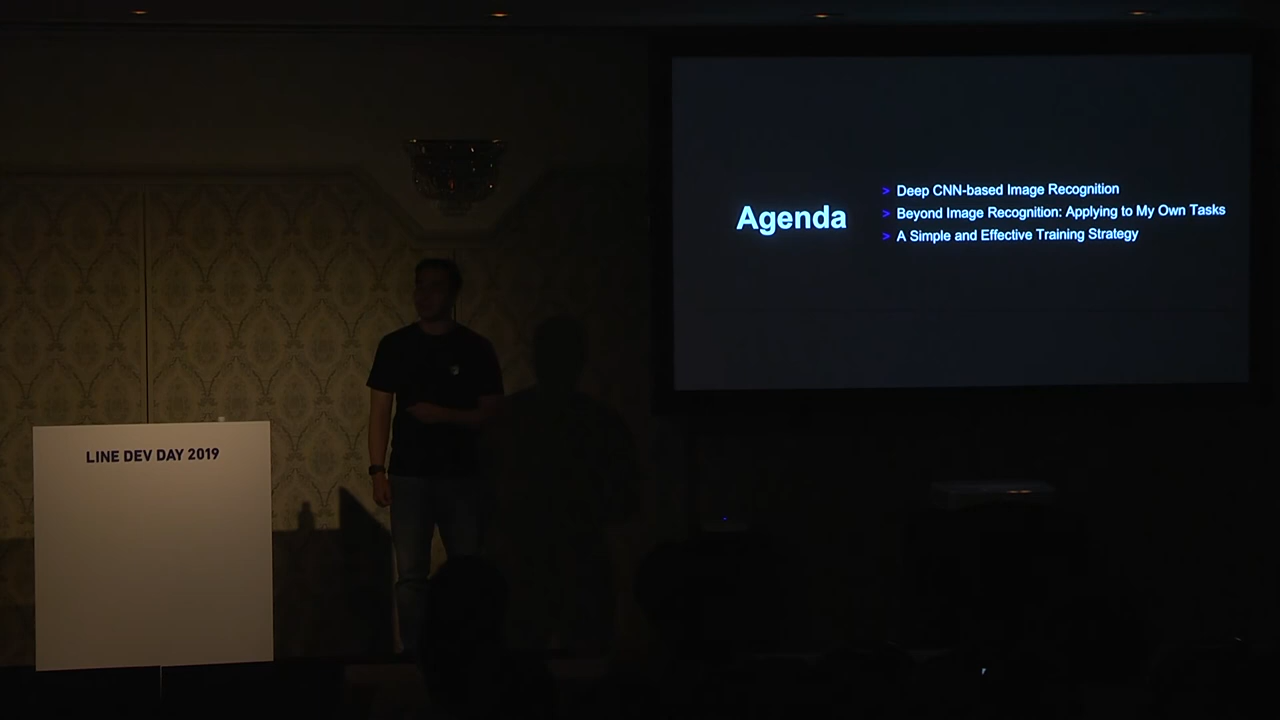 Agenda
> Deep CNN-based Image Recognition
> Beyond Image Recognition: Applying to My Own Tasks
> A Simple and Effective Training Strategy
LINE DEV DAY 2019